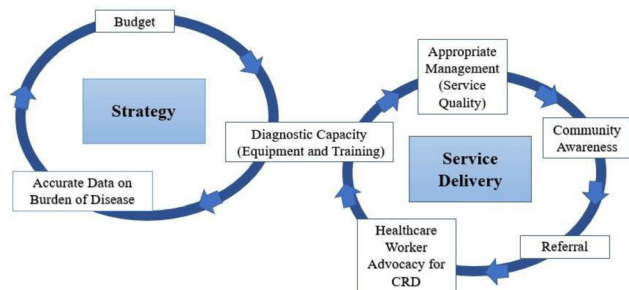 Budget
Strategy
Diagnostic Capacity
(Equipment and Training)
Accurate Data on
Burden of Disease
Appropriate
Management
(Service
Quality)
Community
Awareness
Service
Delivery
Referral
Healthcare
Worker
Advocacy for
CRD